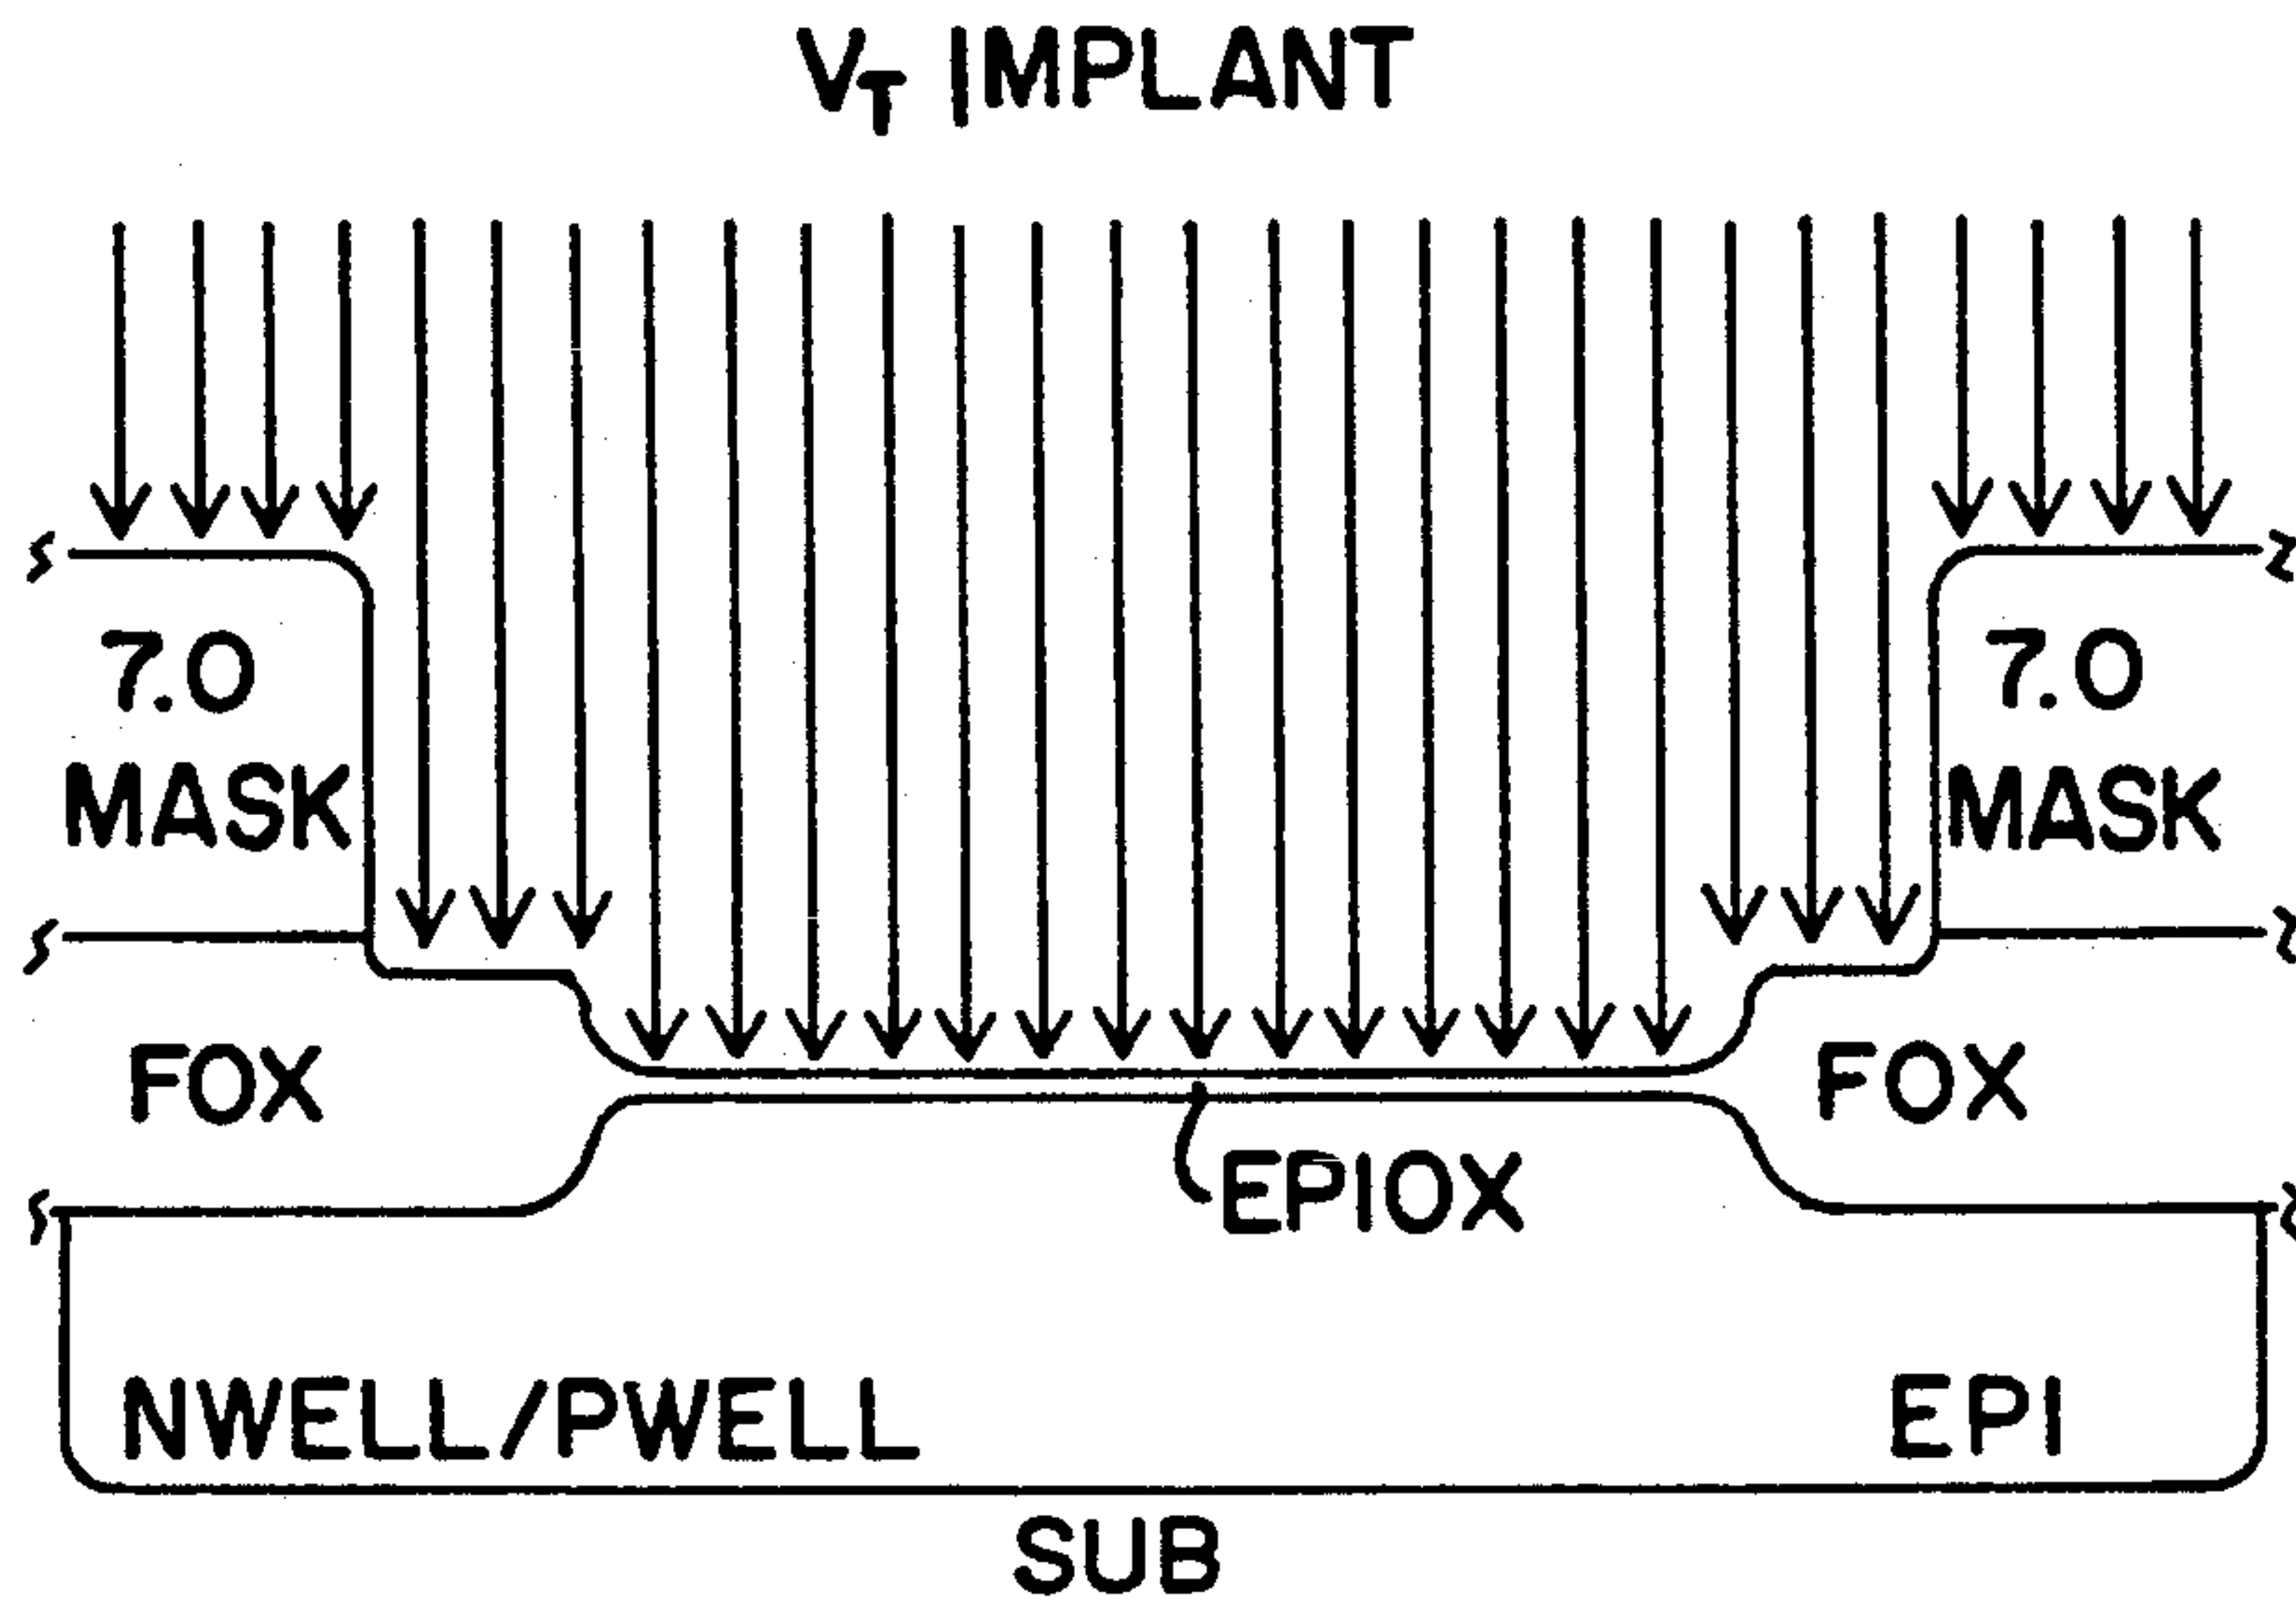 V_T IMPLANT
7.0
MASK
7.0
MASK
FOX
FOX
EPIOX
NWELL/PWELL
EPI
SUB